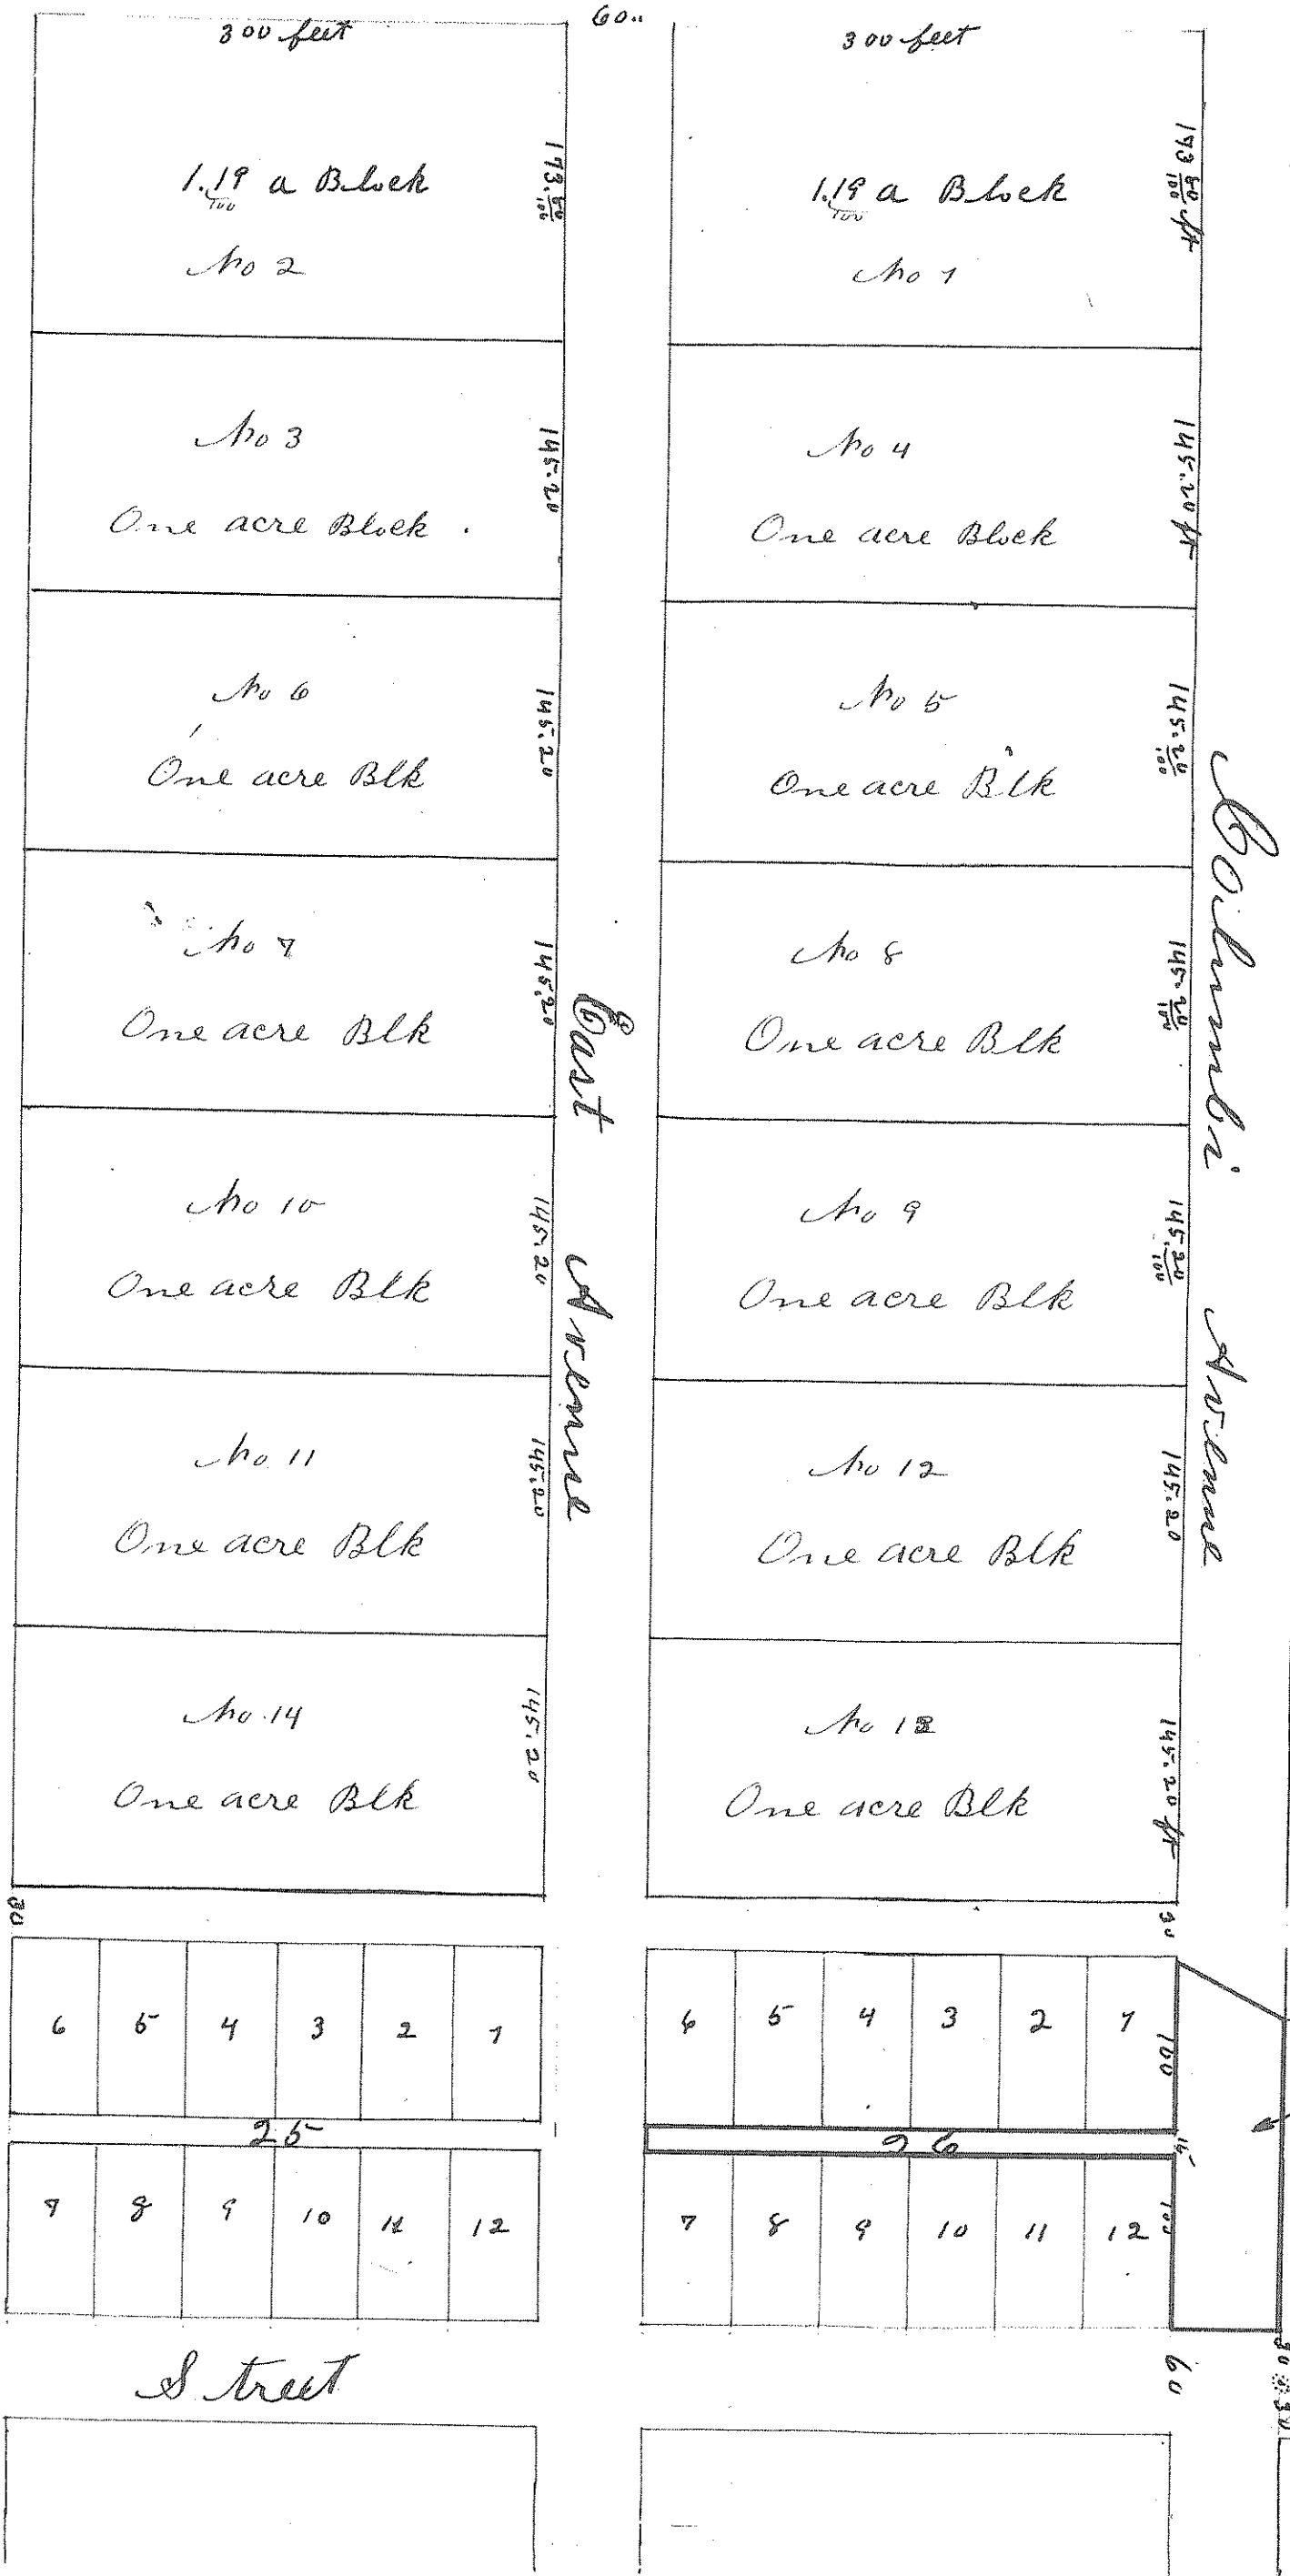 60..
300 feet
300 feet
1.19/100 a Block
No 2
173.60/100
1.19/100 a Block
No 1
173 60/100 ft
No 3
One acre Block .
145.20
No 4
One acre Block
145.20 ft
No 6
One acre Blk
145.20
No 5
One acre Blk
145.20/100
No 7
One acre Blk
145.20
No 8
One acre Blk
145.20/100
No 10
One acre Blk
145.20
No 9
One acre Blk
145.20/100
No 11
One acre Blk
145.20
No 12
One acre Blk
145.20
No 14
One acre Blk
145.20
One acre Blk
145.20 ft
East Avenue
Avenue
30
6 5 4 3 2 1
25
7 8 9 10 11 12
6 5 4 3 2 1
100
26
7 8 9 10 11 12
100
Street
60